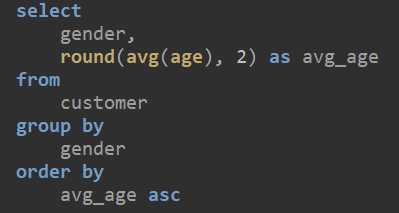 select
    gender,
    round(avg(age), 2) as avg_age
from
    customer
group by
    gender
order by
    avg_age asc